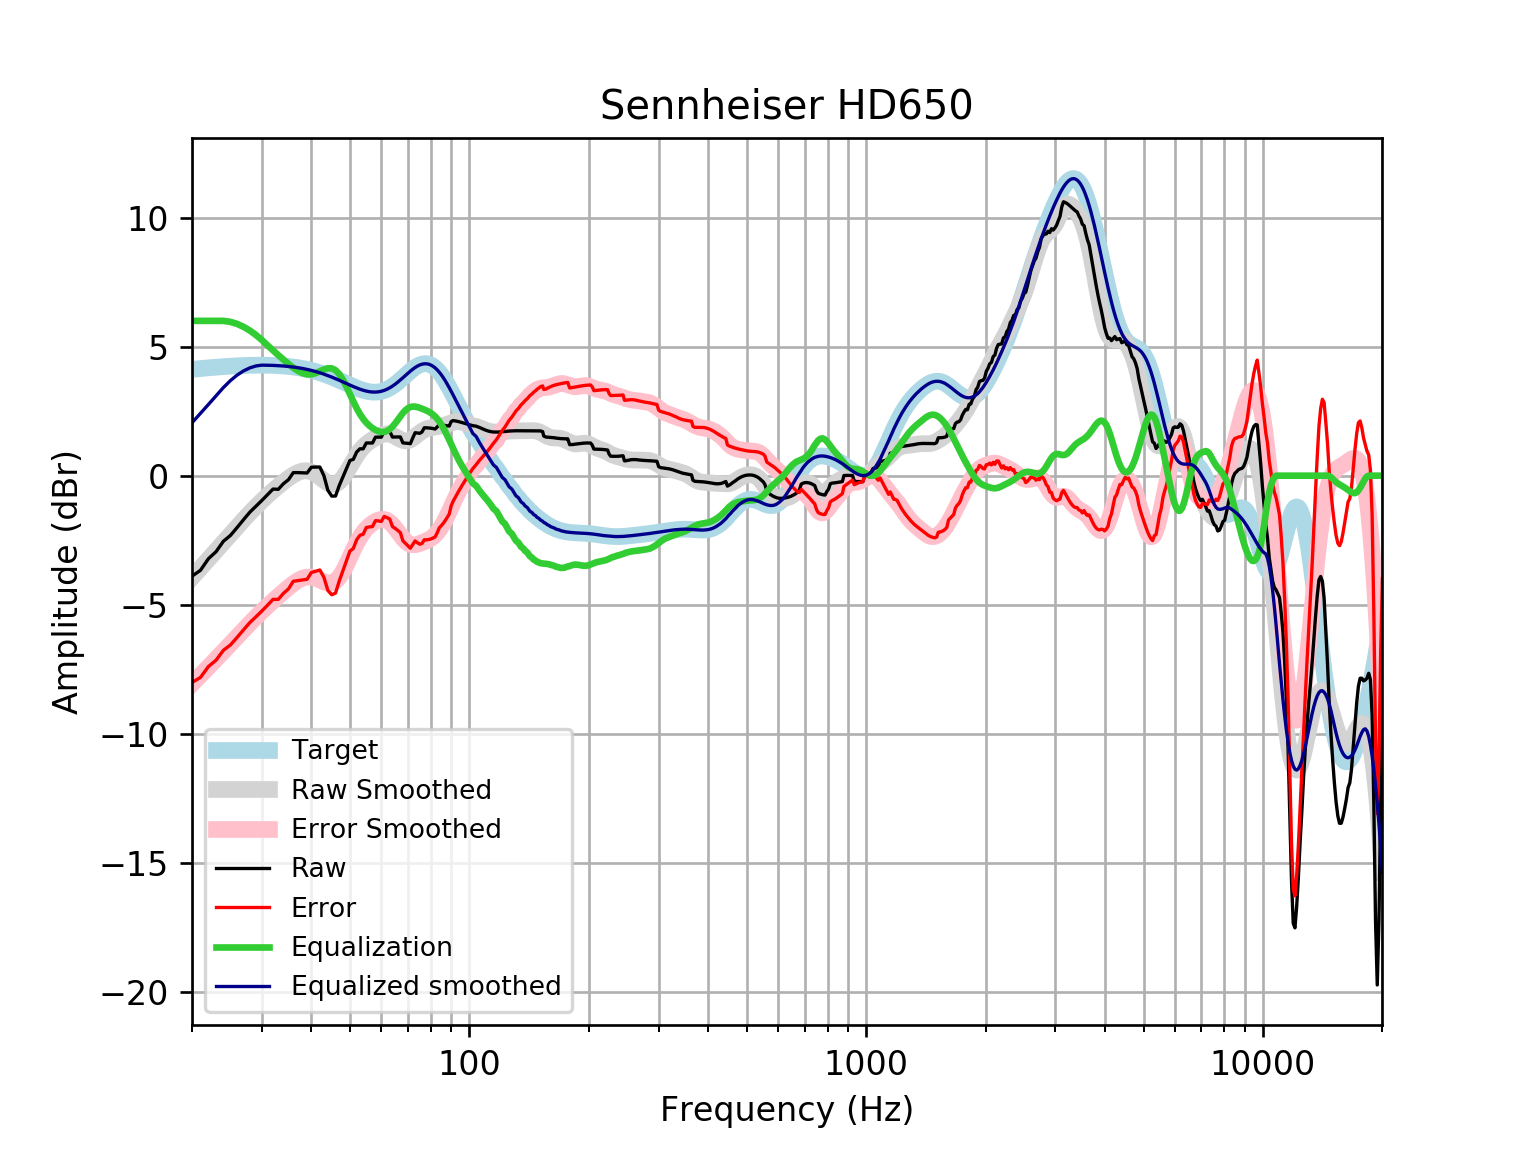 Sennheiser HD650
Amplitude (dBr)
10
5
0
−5
−10
−15
−20
Target
Raw Smoothed
Error Smoothed
Raw
Error
Equalization
Equalized smoothed
100
1000
10000
Frequency (Hz)